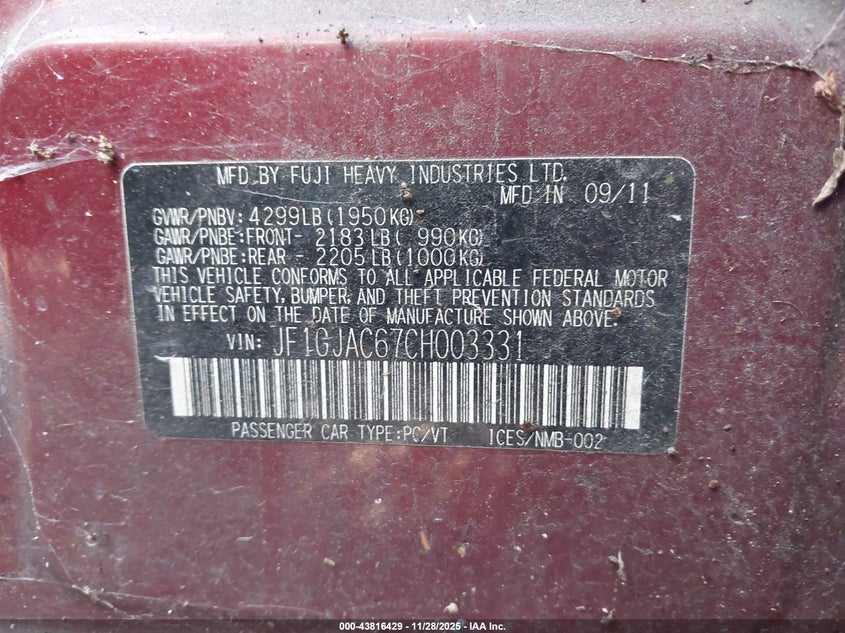 MFD.BY FUJI HEAVY INDUSTRIES LTD.
MFD IN 09/11
GVWR/PNBV: 4299LB(1950KG)
GAWR/PNBE:FRONT- 2183LB( 990KG)
GAWR/PNBE:REAR - 2205LB(1000KG)
THIS VEHICLE CONFORMS TO ALL APPLICABLE FEDERAL MOTOR
VEHICLE SAFETY, BUMPER, AND THEFT PREVENTION STANDARDS
IN EFFECT ON THE DATE OF MANUFACTURE SHOWN ABOVE.
VIN: JF1GJAC67CH003331
PASSENGER CAR TYPE:PC/VT ICES/NMB-002
000-43816429 - 11/28/2025 - IAA Inc.